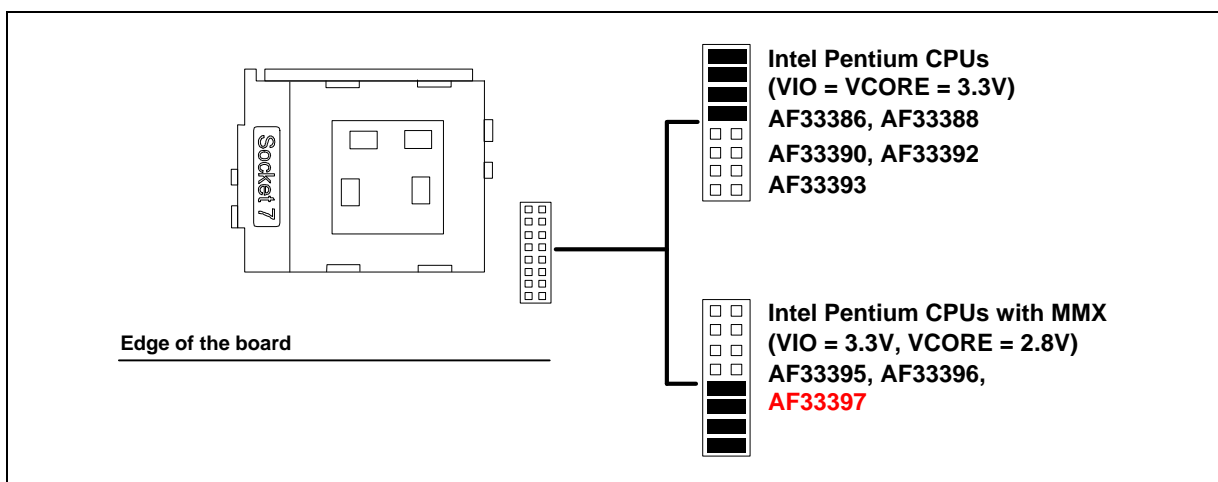 Socket 7
Edge of the board
Intel Pentium CPUs
(VIO = VCORE = 3.3V)
AF33386, AF33388
AF33390, AF33392
AF33393
Intel Pentium CPUs with MMX
(VIO = 3.3V, VCORE = 2.8V)
AF33395, AF33396,
AF33397